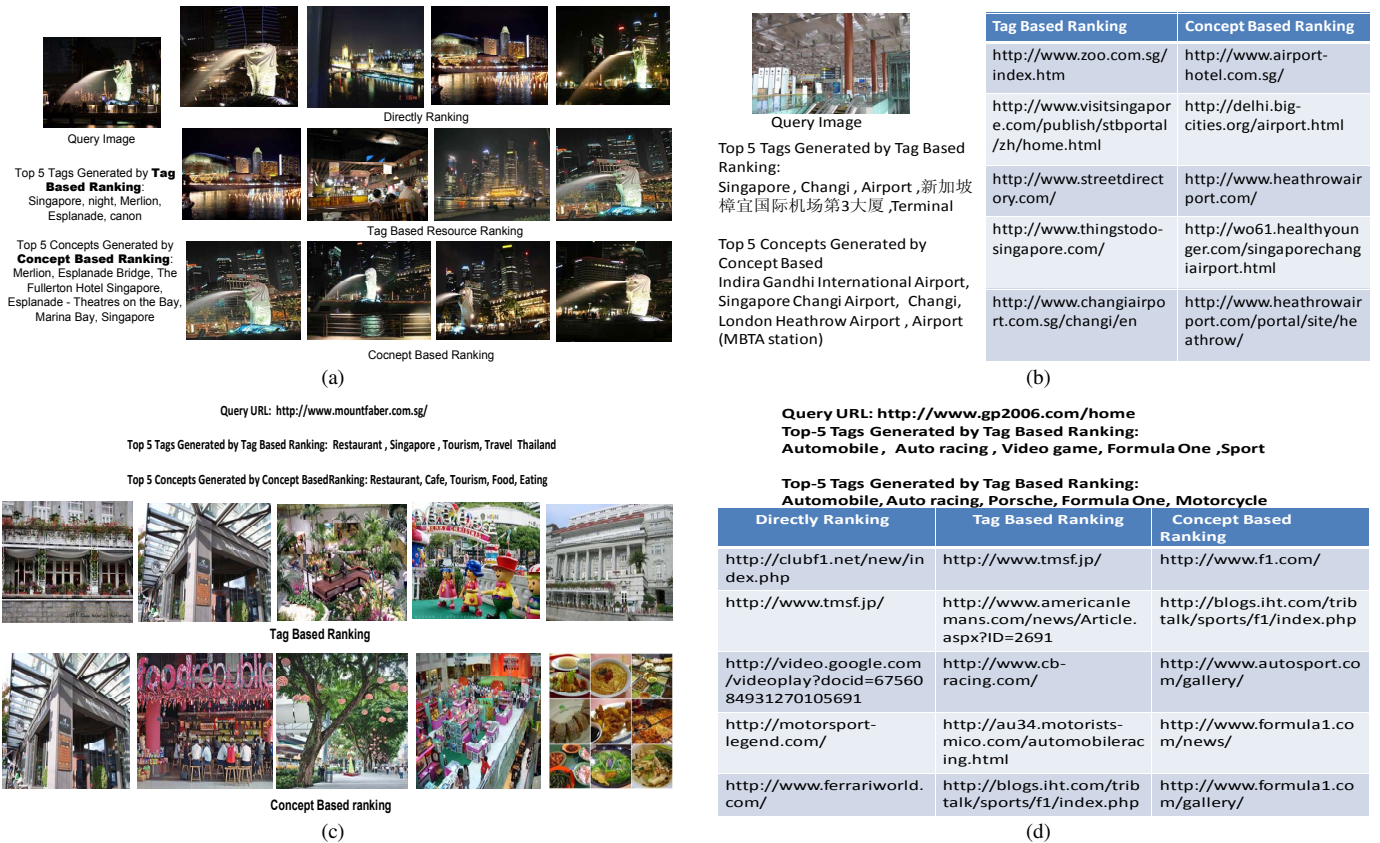 Query Image
Top 5 Tags Generated by Tag
Based Ranking:
Singapore, night, Merlion,
Esplanade, canon
Top 5 Concepts Generated by
Concept Based Ranking:
Merlion, Esplanade Bridge, The
Fullerton Hotel Singapore,
Esplanade - Theatres on the Bay,
Marina Bay, Singapore
Directly Ranking
Tag Based Resource Ranking
Cocnept Based Ranking
(a)
Query Image
Top 5 Tags Generated by Tag Based
Ranking:
Singapore , Changi , Airport ,新加坡
樟宜国际机场第3大厦 ,Terminal
Top 5 Concepts Generated by
Concept Based
Indira Gandhi International Airport,
Singapore Changi Airport, Changi,
London Heathrow Airport , Airport
(MBTA station)
Tag Based Ranking
Concept Based Ranking
http://www.zoo.com.sg/
index.htm
http://www.airport-
hotel.com.sg/
http://www.visitsingapor
e.com/publish/stbportal
/zh/home.html
http://delhi.big-
cities.org/airport.html
http://www.streetdirect
ory.com/
http://www.heathrowair
port.com/
http://www.thingstodo-
singapore.com/
http://wo61.healthyoun
ger.com/singaporechang
iairport.html
http://www.changiairpo
rt.com.sg/changi/en
http://www.heathrowair
port.com/portal/site/he
athrow/
(b)
Query URL: http://www.mountfaber.com.sg/
Top 5 Tags Generated by Tag Based Ranking: Restaurant , Singapore , Tourism, Travel Thailand
Top 5 Concepts Generated by Concept BasedRanking: Restaurant, Cafe, Tourism, Food, Eating
Tag Based Ranking
foodrepublic
Concept Based ranking
(c)
Query URL: http://www.gp2006.com/home
Top-5 Tags Generated by Tag Based Ranking:
Automobile , Auto racing , Video game, Formula One ,Sport
Top-5 Tags Generated by Tag Based Ranking:
Automobile, Auto racing, Porsche, Formula One, Motorcycle
Directly Ranking
Tag Based Ranking
Concept Based
Ranking
http://clubf1.net/new/in
dex.php
http://www.tmsf.jp/
http://www.f1.com/
http://www.tmsf.jp/
http://www.americanle
mans.com/news/Article.
aspx?ID=2691
http://blogs.iht.com/trib
talk/sports/f1/index.php
http://video.google.com
/videoplay?docid=67560
84931270105691
http://www.cb-
racing.com/
http://www.autosport.co
m/gallery/
http://motorsport-
legend.com/
http://au34.motorists-
mico.com/automobilerac
ing.html
http://www.formula1.co
m/news/
http://www.ferrariworld.
com/
http://blogs.iht.com/trib
talk/sports/f1/index.php
http://www.formula1.co
m/gallery/
(d)